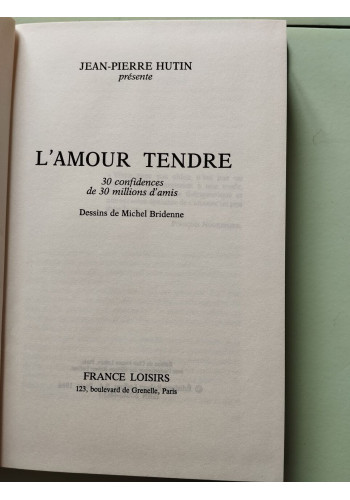 JEAN-PIERRE HUTIN
présente
L'AMOUR TENDRE
30 confidences
de 30 millions d'amis
Dessins de Michel Bridenne
FRANCE LOISIRS
123, boulevard de Grenelle, Paris